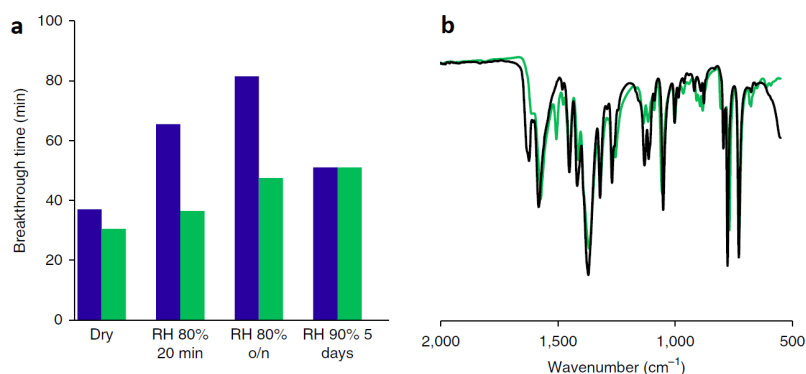 a
100
80
60
40
20
0
Breakthrough time (min)
Dry
RH 80%
20 min
RH 80%
o/n
RH 90% 5
days
b
2,000
1,500
1,000
500
Wavenumber (cm⁻¹)